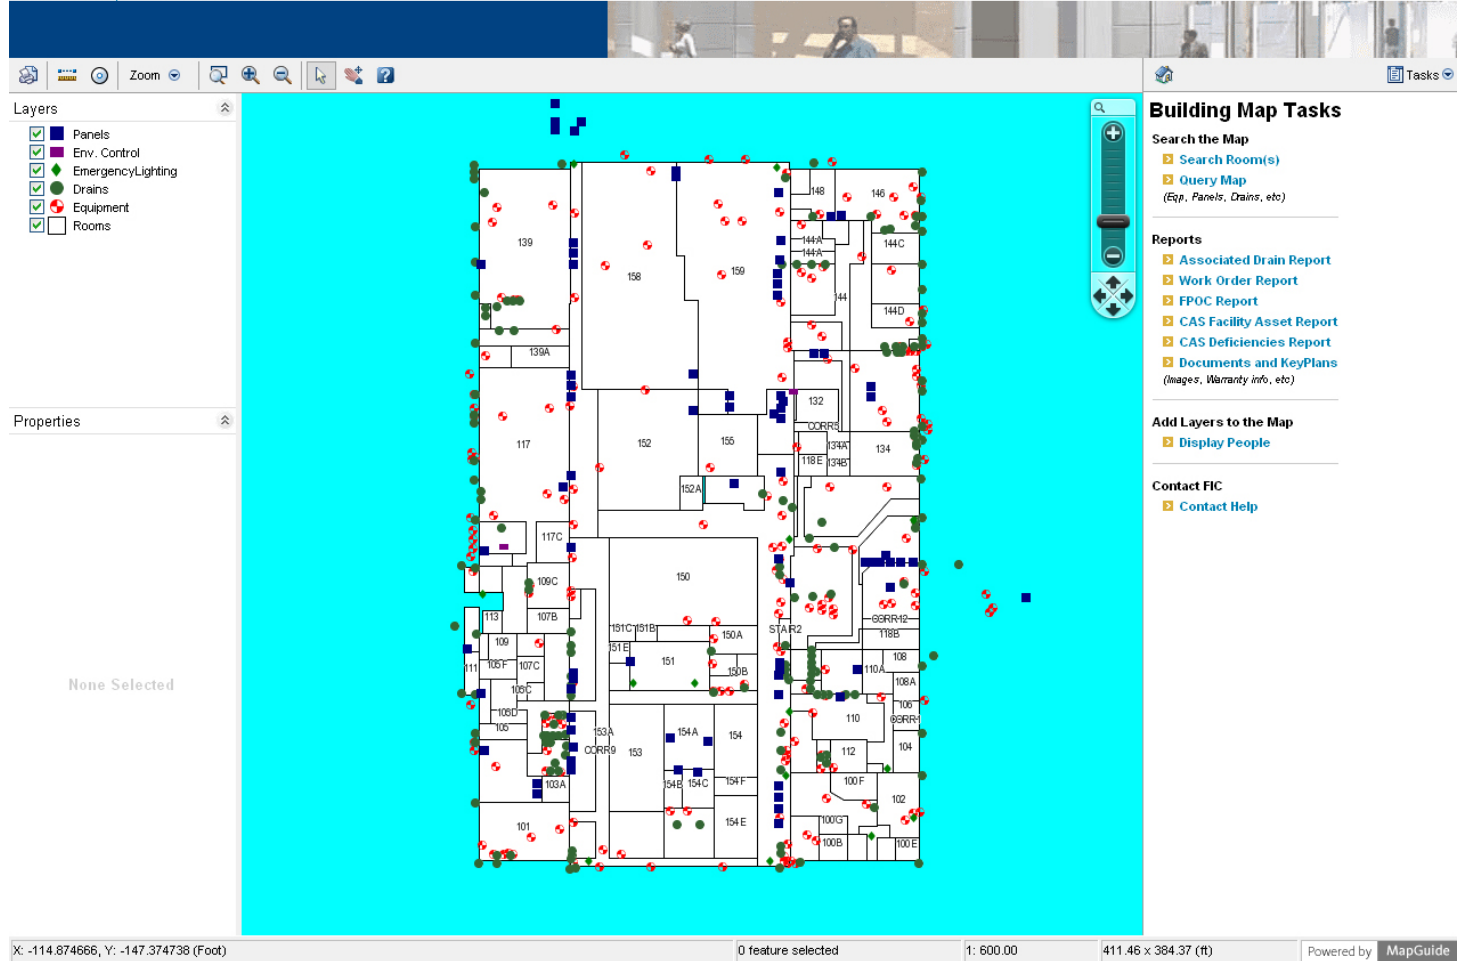 Zoom
Tasks
Layers
Panels
Env. Control
EmergencyLighting
Drains
Equipment
Rooms
Properties
None Selected
148
146
139
144A
144A
144C
158
159
144
144D
139A
132
CORR5
117
152
155
134A
134
118E
134B
152A
117C
150
109C
107B
113
151C
151B
STAIR2
CORR12
118B
150A
109
151E
151
108
111
105F
107C
110A
150B
108A
105C
106
105D
110
CORR1
105
153A
154A
154
CORR9
153
104
112
154B
154C
154F
100F
103A
102
101
154E
100G
100B
100E
Building Map Tasks
Search the Map
Search Room(s)
Query Map
(Eqp, Panels, Drains, etc)
Reports
Associated Drain Report
Work Order Report
FPOC Report
CAS Facility Asset Report
CAS Deficiencies Report
Documents and KeyPlans
(Images, Warranty info, etc)
Add Layers to the Map
Display People
Contact FIC
Contact Help
X: -114.874666, Y: -147.374738 (Foot)
0 feature selected
1: 600.00
411.46 x 384.37 (ft)
Powered by MapGuide